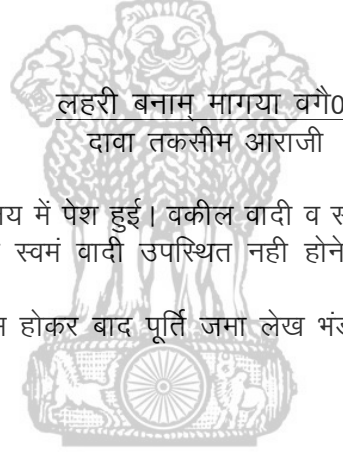 लहरी बनाम् मागया वगै0
दावा तकसीम आराजी
में पेश हुई। वकील वादी व
स्वमं वादी उपस्थित नही होने
होकर बाद पूर्ति जमा लेख